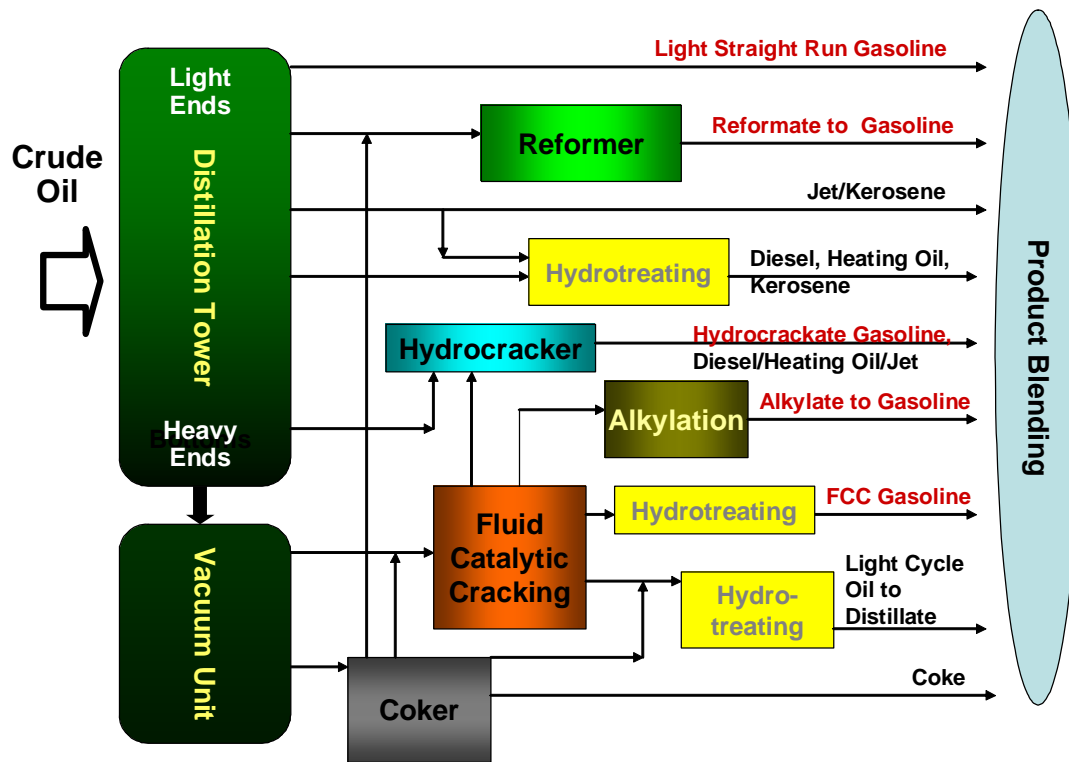 Light Straight Run Gasoline
Light
Ends
Reformer
Reformate to Gasoline
Crude
Oil
Distillation Tower
Jet/Kerosene
Hydrotreating
Diesel, Heating Oil,
Kerosene
Product Blending
Hydrocracker
Hydrocrackate Gasoline,
Diesel/Heating Oil/Jet
Alkylation
Alkylate to Gasoline
Heavy
Ends
Fluid
Catalytic
Cracking
Hydrotreating
FCC Gasoline
Vacuum Unit
Hydro-
treating
Light Cycle
Oil to
Distillate
Coker
Coke